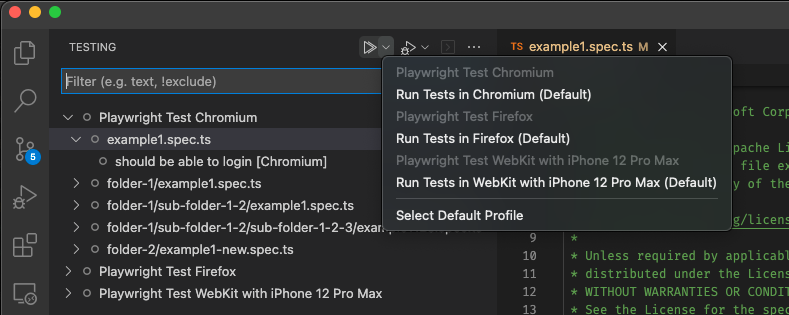 TESTING
TS example1.spec.ts M
Filter (e.g. text, !exclude)
Playwright Test Chromium
Run Tests in Chromium (Default)
Playwright Test Firefox
Run Tests in Firefox (Default)
Playwright Test WebKit with iPhone 12 Pro Max
Run Tests in WebKit with iPhone 12 Pro Max (Default)
Select Default Profile
Playwright Test Chromium
example1.spec.ts
should be able to login [Chromium]
folder-1/example1.spec.ts
folder-1/sub-folder-1-2/example1.spec.ts
folder-1/sub-folder-1-2/sub-folder-1-2-3/
folder-2/example1-new.spec.ts
Playwright Test Firefox
Playwright Test WebKit with iPhone 12 Pro Max
5
oft Corp
pache Li
file ex
y of the
g/licens
9 *
10 * Unless required by applicabl
11 * distributed under the Licens
12 * WITHOUT WARRANTIES OR CONDIT
13 * See the License for the spec